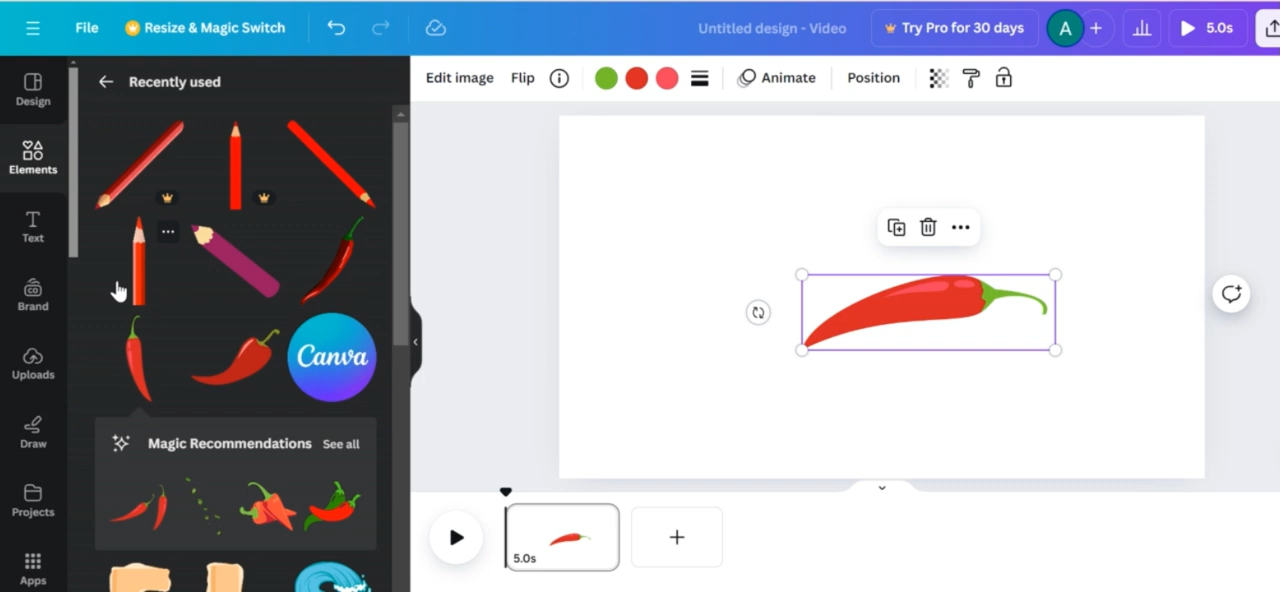 File
Resize & Magic Switch
Untitled design - Video
Try Pro for 30 days
A
5.0s
Design
Elements
Text
Brand
Uploads
Draw
Projects
Apps
Recently used
Canva
Magic Recommendations See all
Edit image
Flip
Animate
Position
5.0s